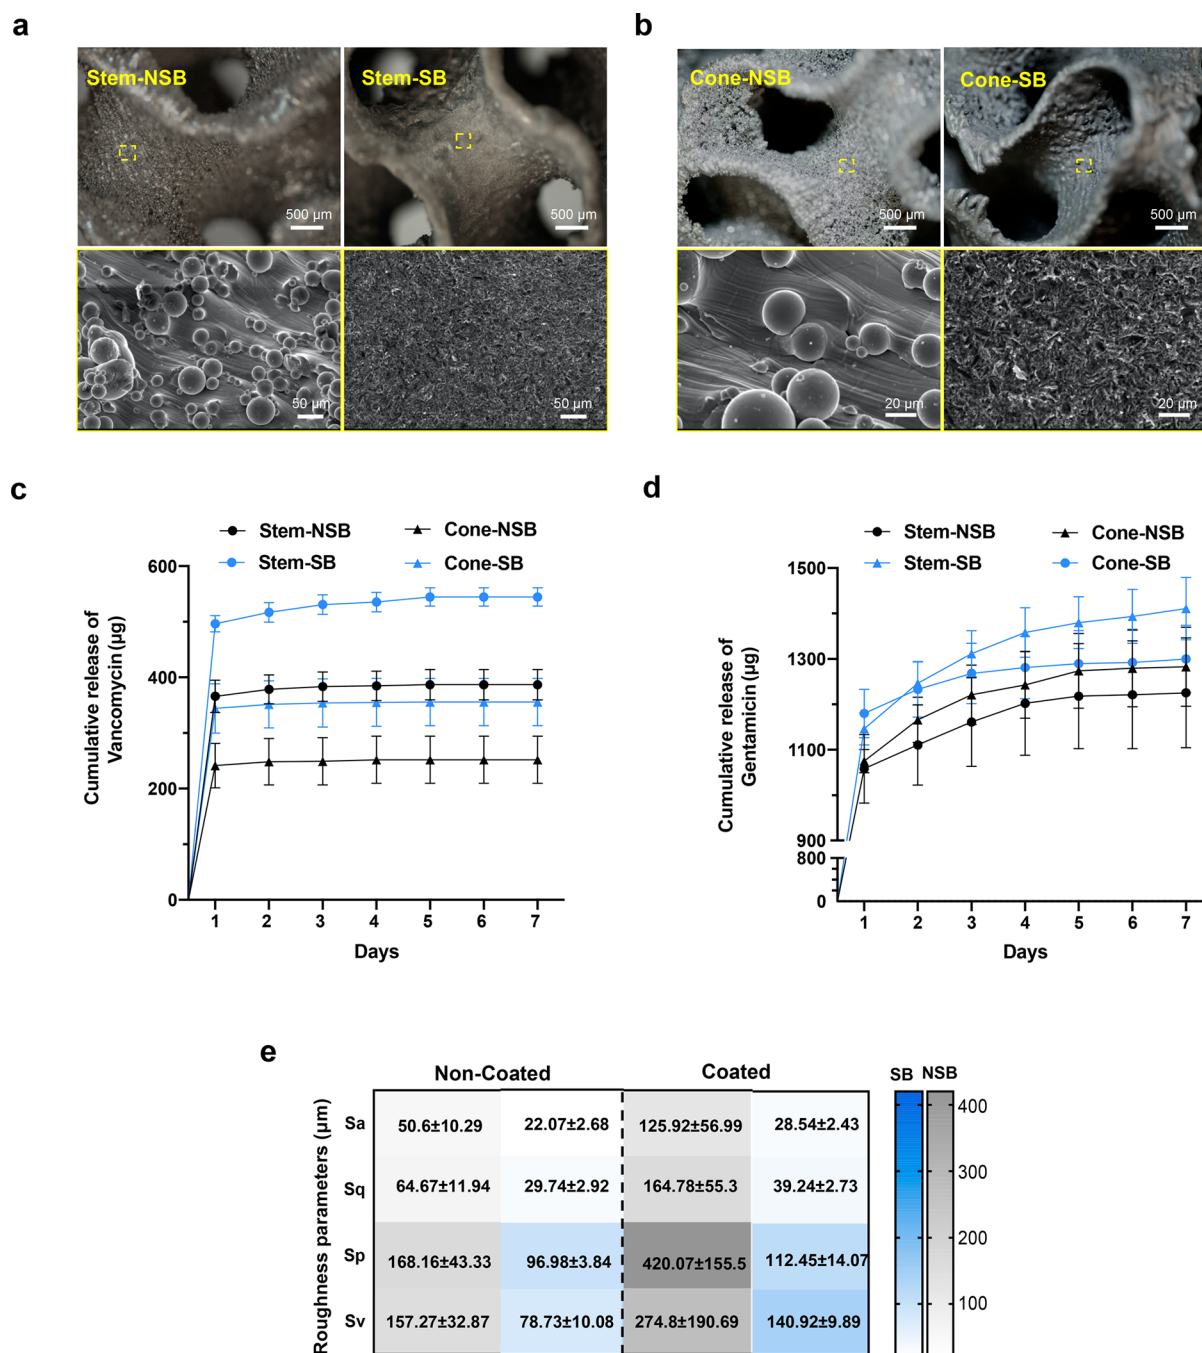 a
b
Stem-NSB
Stem-SB
Cone-NSB
Cone-SB
500 µm
500 µm
500 µm
500 µm
50 µm
50 µm
20 µm
20 µm
c
d
Stem-NSB
Cone-NSB
Stem-SB
Cone-SB
Cumulative release of
Vancomycin (µg)
600
400
200
0
1 2 3 4 5 6 7
Days
Stem-NSB
Cone-NSB
Stem-SB
Cone-SB
Cumulative release of
Gentamicin (µg)
1500
1300
1100
900
800
0
1 2 3 4 5 6 7
Days
e
Non-Coated
Coated
SB NSB
Roughness parameters (µm)
Sa 50.6±10.29 22.07±2.68 125.92±56.99 28.54±2.43
Sq 64.67±11.94 29.74±2.92 164.78±55.3 39.24±2.73
Sp 168.16±43.33 96.98±3.84 420.07±155.5 112.45±14.07
Sv 157.27±32.87 78.73±10.08 274.8±190.69 140.92±9.89
400
300
200
100